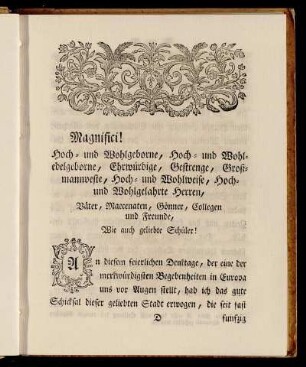 Magnifici!
Hoch- und Wohlgeborne, Hoch- und Wohl-
edelgeborne, Ehrwürdige, Gestrenge, Groß-
mannveste, Hoch- und Wohlweise, Hoch-
und Wohlgelahrte Herren,
Väter, Maecenaten, Gönner, Collegen
und Freunde,
Wie auch geliebte Schüler!
An diesem feierlichen Denktage, der eine der
merkwürdigsten Begebenheiten in Europa
uns vor Augen stellt, hab ich das gute
Schicksal dieser geliebten Stadt erwogen, die seit fast
D
funfzig